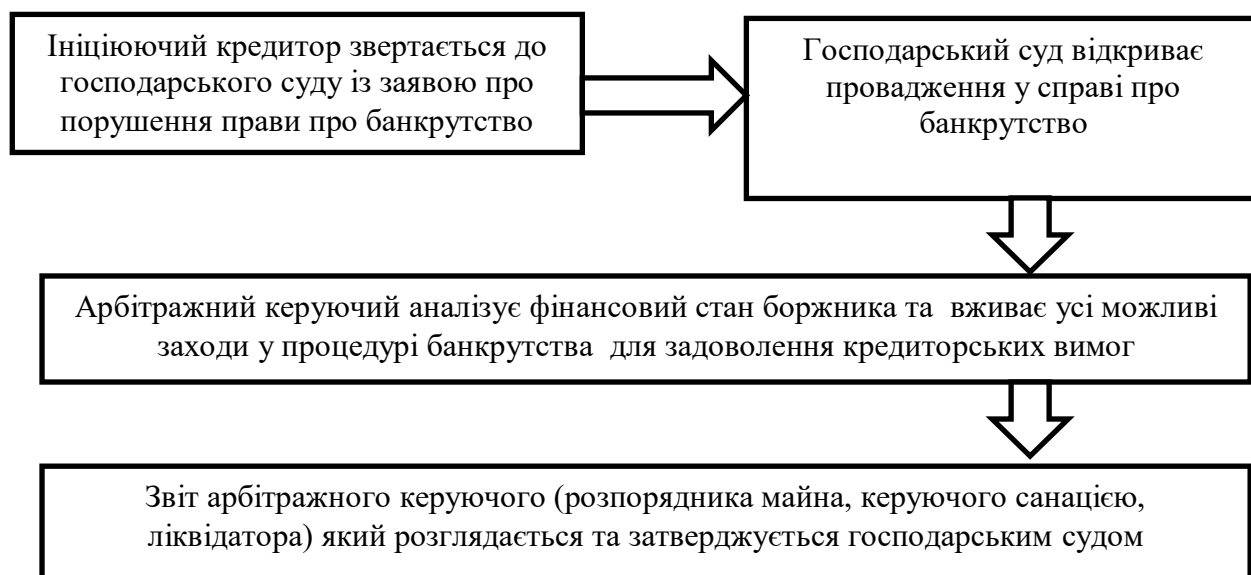 Ініціюючий кредитор звертається до
господарського суду із заявою про
порушення прави про банкрутство
Господарський суд відкриває
провадження у справі про
банкрутство
Арбітражний керуючий аналізує фінансовий стан боржника та вживає усі можливі
заходи у процедурі банкрутства для задоволення кредиторських вимог
Звіт арбітражного керуючого (розпорядника майна, керуючого санацією,
ліквідатора) який розглядається та затверджується господарським судом